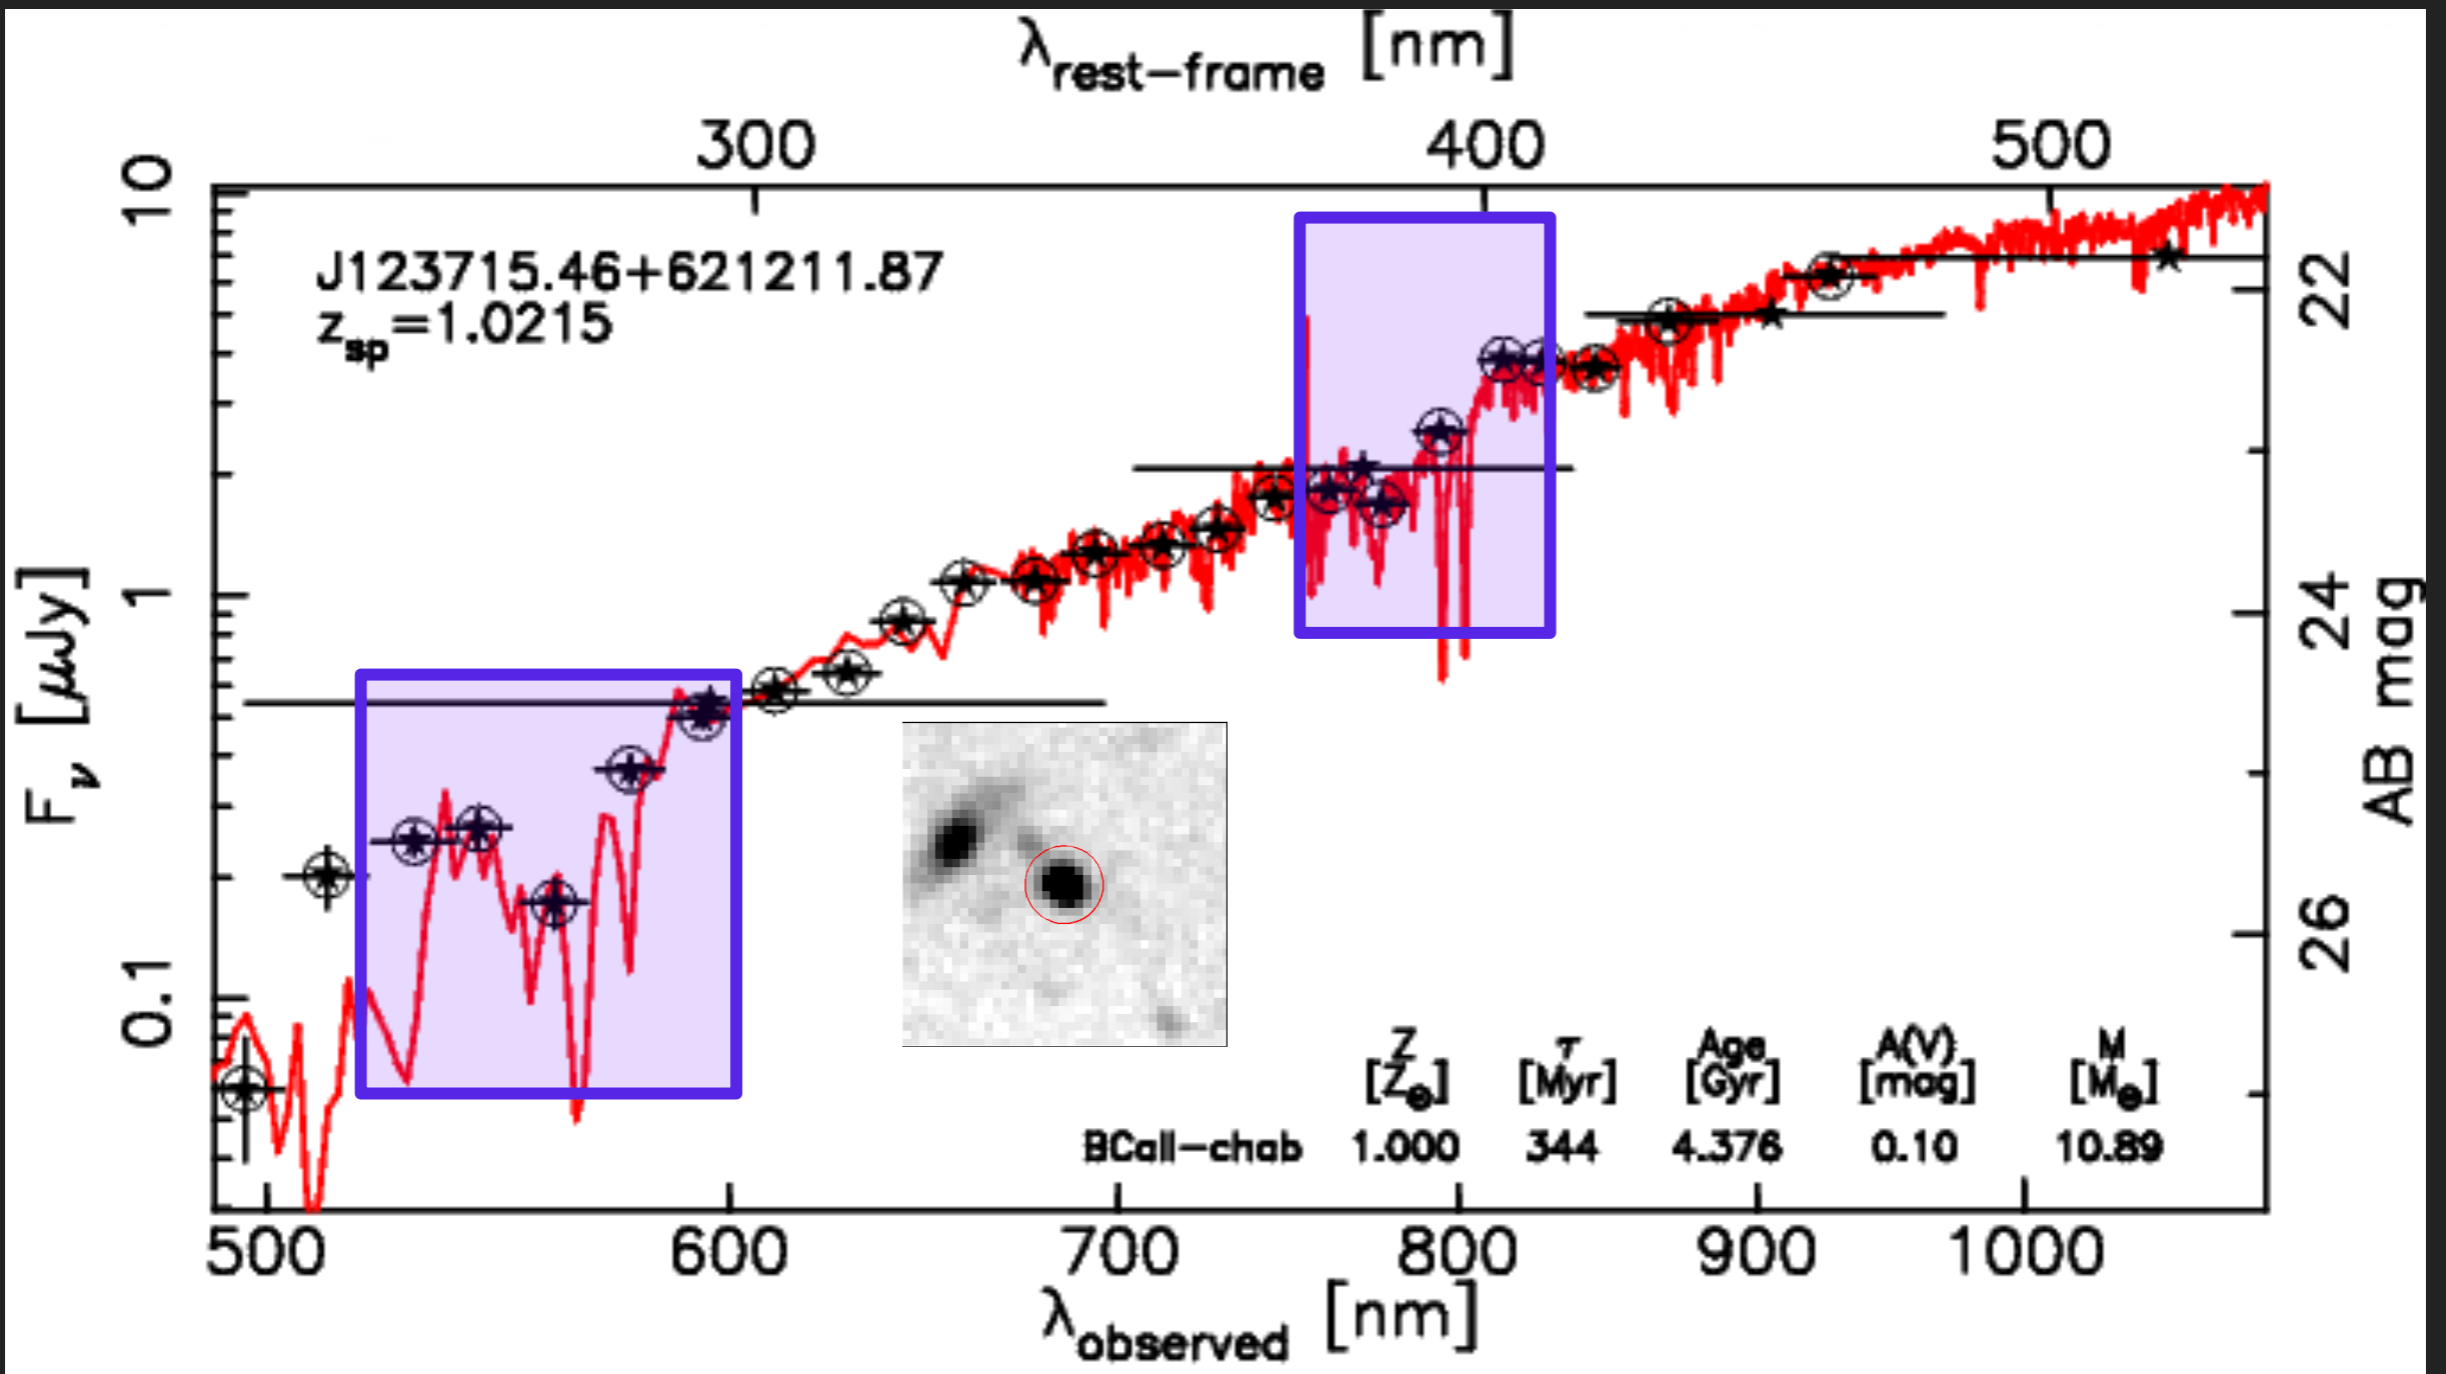 λrest−frame [nm]
300 400 500
10
1
0.1
Fν [μJy]
J123715.46+621211.87
zsp=1.0215
22
24
26
AB mag
Z τ Age A(V) M
[Z⊙] [Myr] [Gyr] [mag] [M⊙]
BCall−chab 1.000 344 4.376 0.10 10.89
500 600 700 800 900 1000
λobserved [nm]